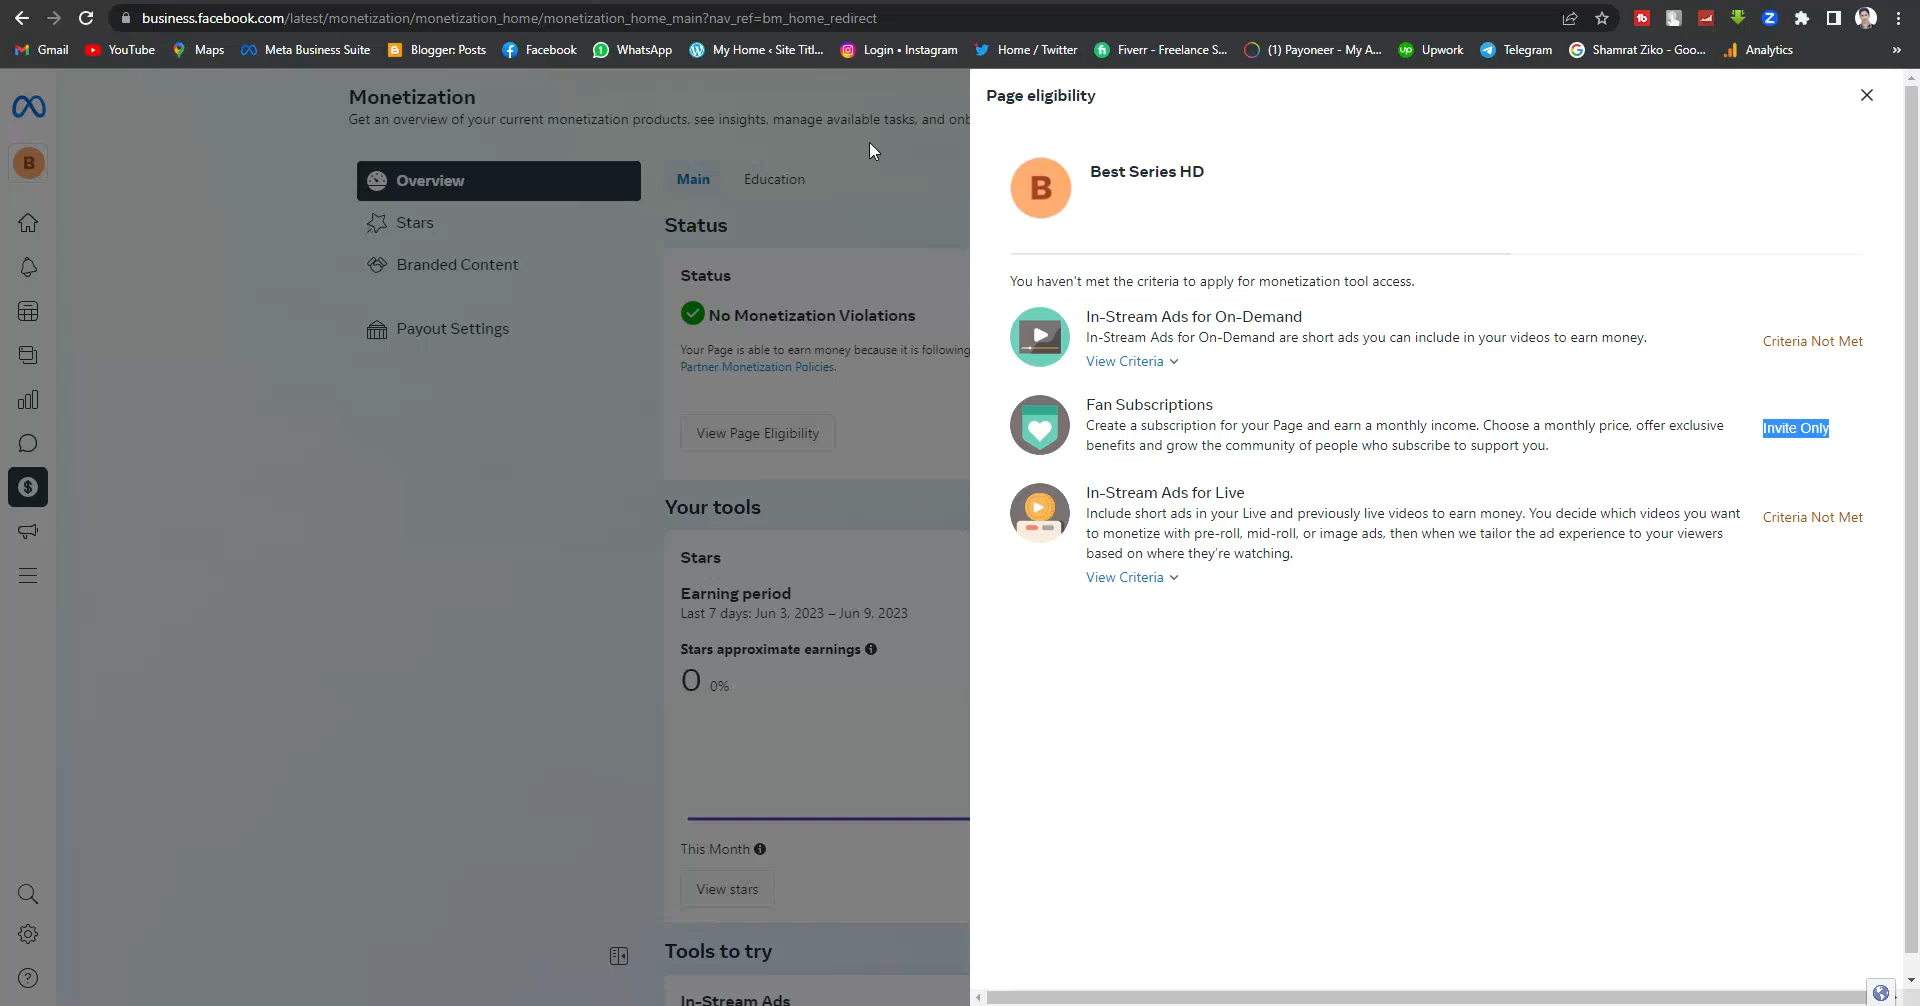 business.facebook.com/latest/monetization/monetization_home/monetization_home_main?nav_ref=bm_home_redirect
Gmail YouTube Maps Meta Business Suite Blogger: Posts Facebook WhatsApp My Home ‹ Site Titl... Login • Instagram Home / Twitter Fiverr - Freelance S... (1) Payoneer - My A... Upwork Telegram Shamrat Ziko - Goo... Analytics »
Monetization
Get an overview of your current monetization products, see insights, manage available tasks, and onb
B
Overview
Stars
Branded Content
Payout Settings
Main Education
Status
Status
No Monetization Violations
Your Page is able to earn money because it is following
Partner Monetization Policies.
View Page Eligibility
Your tools
Stars
Earning period
Last 7 days: Jun 3, 2023 – Jun 9, 2023
Stars approximate earnings
0 0%
This Month
View stars
Tools to try
In-Stream Ads
Page eligibility
B
Best Series HD
You haven't met the criteria to apply for monetization tool access.
In-Stream Ads for On-Demand
In-Stream Ads for On-Demand are short ads you can include in your videos to earn money.
Criteria Not Met
View Criteria
Fan Subscriptions
Create a subscription for your Page and earn a monthly income. Choose a monthly price, offer exclusive
Invite Only
benefits and grow the community of people who subscribe to support you.
In-Stream Ads for Live
Include short ads in your Live and previously live videos to earn money. You decide which videos you want
Criteria Not Met
to monetize with pre-roll, mid-roll, or image ads, then when we tailor the ad experience to your viewers
based on where they're watching.
View Criteria